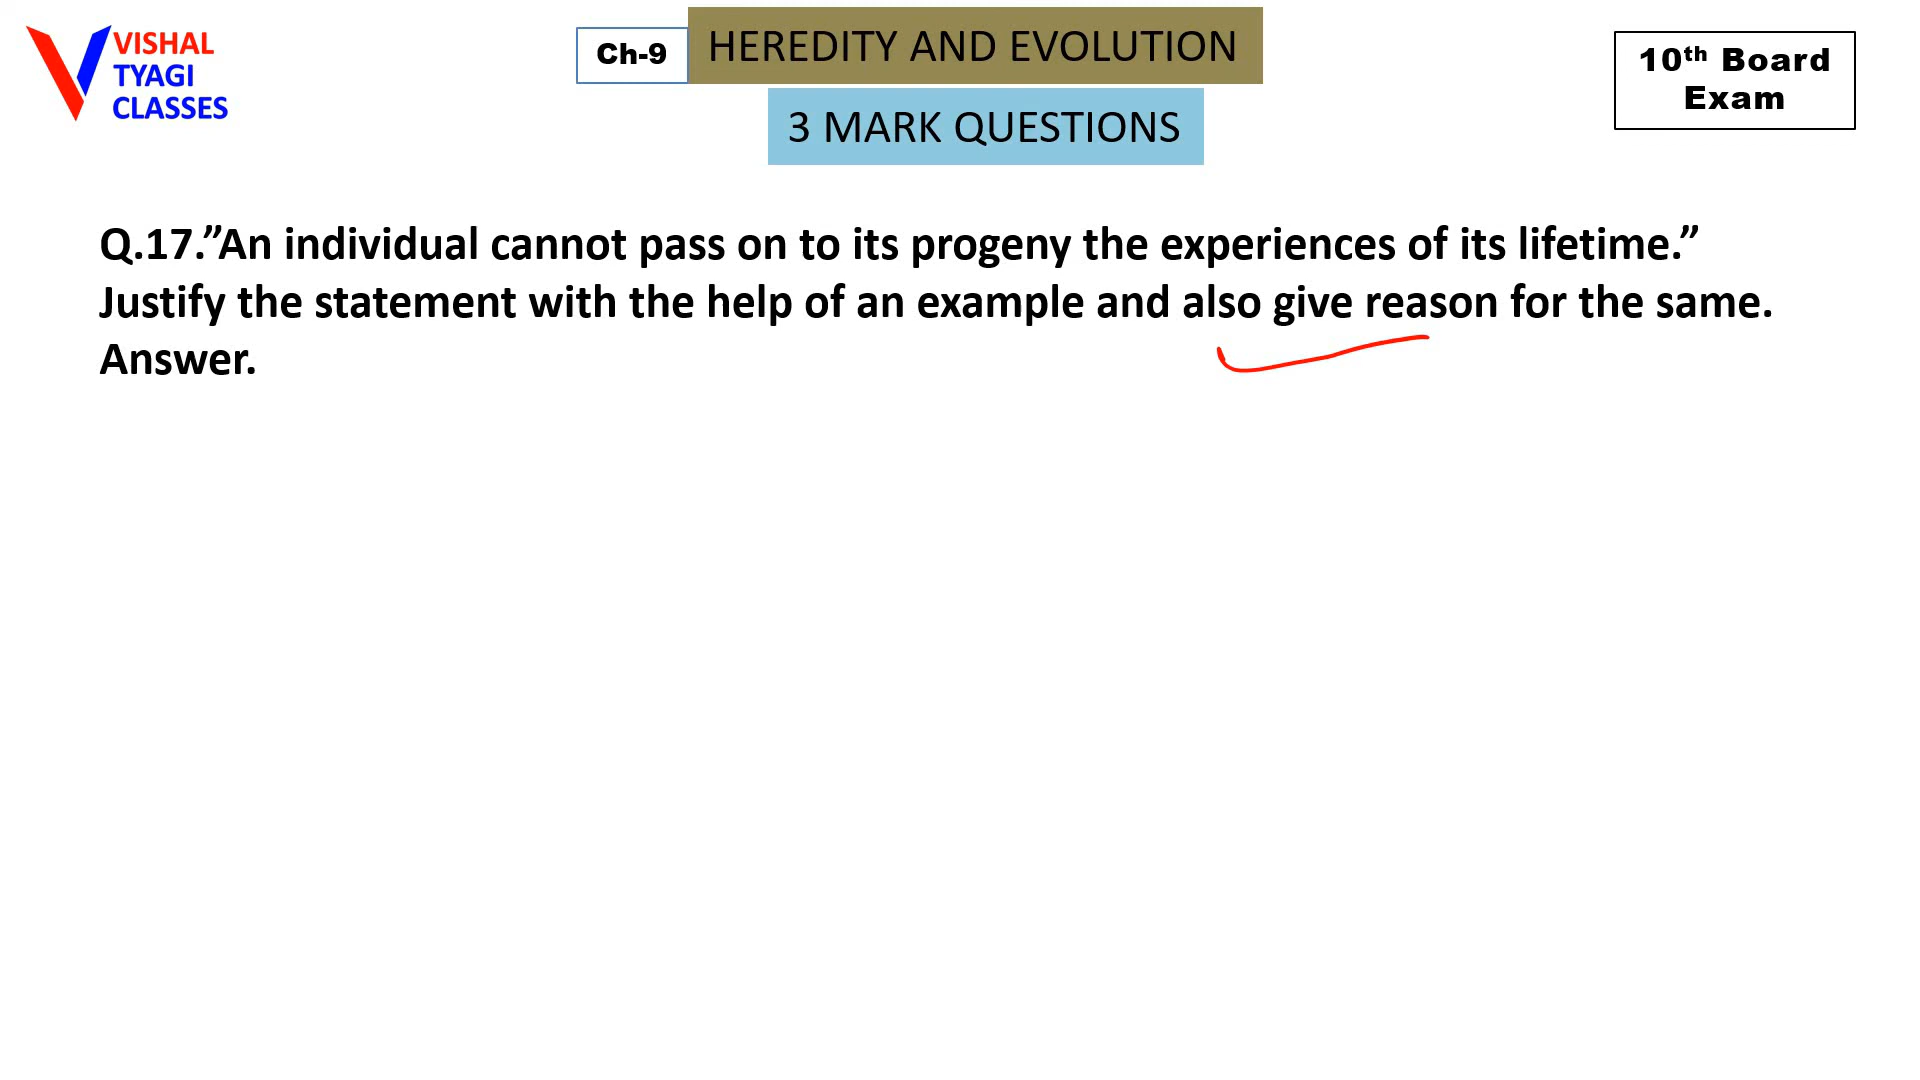 VISHAL
TYAGI
CLASSES
Ch-9
HEREDITY AND EVOLUTION
3 MARK QUESTIONS
10th Board
Exam
Q.17.”An individual cannot pass on to its progeny the experiences of its lifetime.”
Justify the statement with the help of an example and also give reason for the same.
Answer.